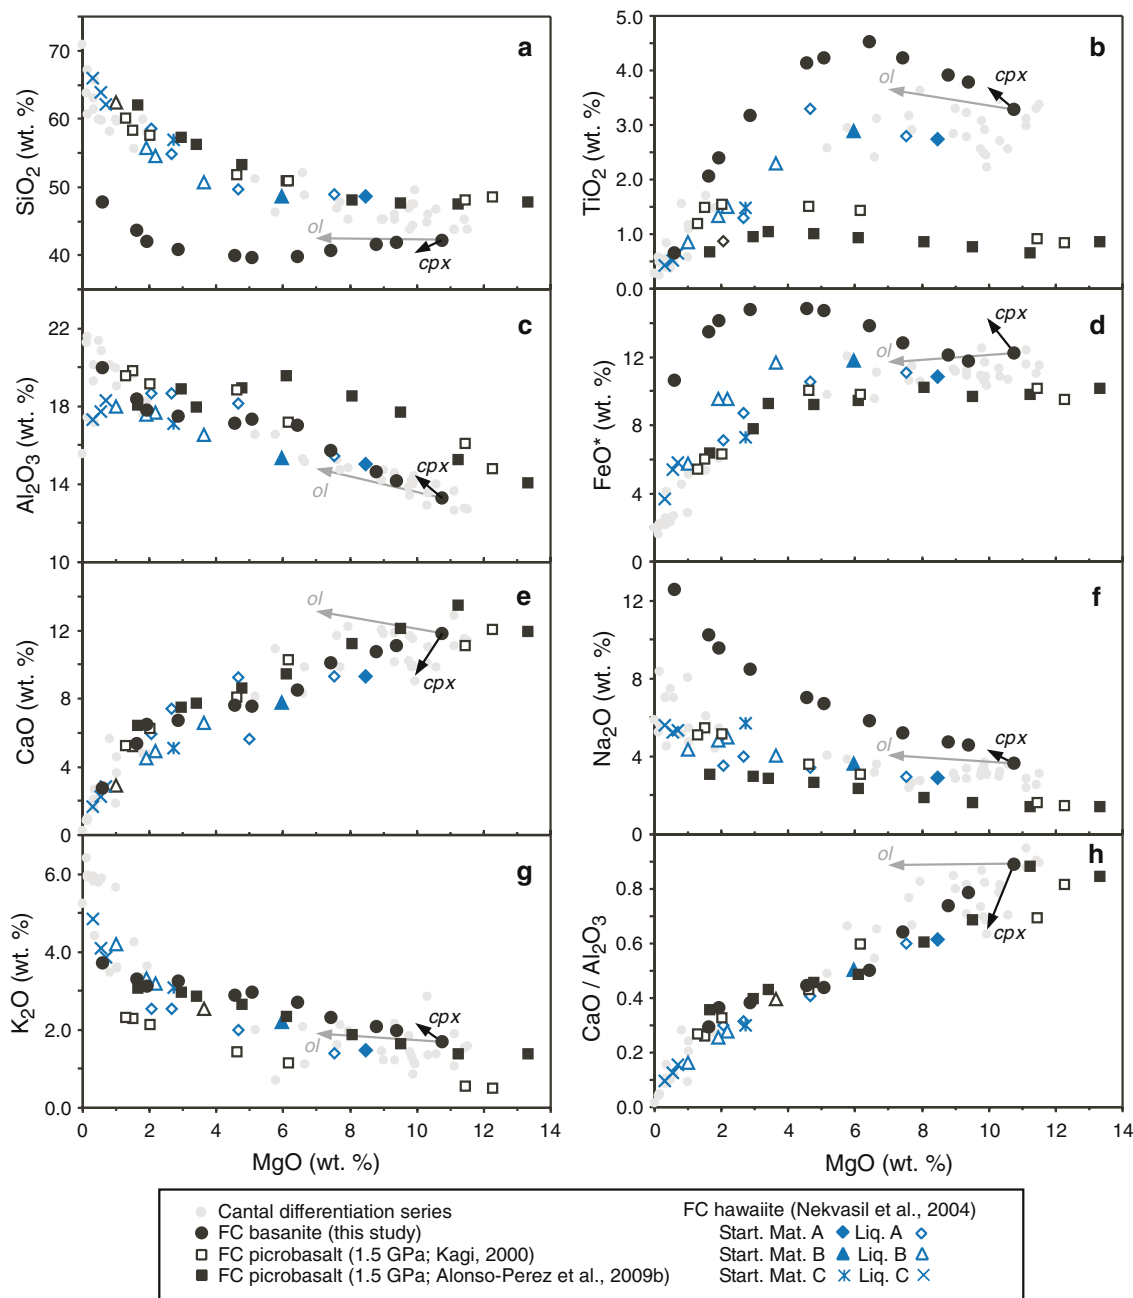 a
SiO2 (wt. %)
70
60
50
40
ol
cpx
b
TiO2 (wt. %)
5.0
4.0
3.0
2.0
1.0
0.0
ol
cpx
c
Al2O3 (wt. %)
22
18
14
10
cpx
ol
d
FeO* (wt. %)
12
8
4
0
ol
cpx
e
CaO (wt. %)
12
8
4
0
ol
cpx
f
Na2O (wt. %)
12
8
4
0
ol
cpx
g
K2O (wt. %)
6.0
4.0
2.0
0.0
cpx
ol
0 2 4 6 8 10 12 14
MgO (wt. %)
h
CaO / Al2O3
0.8
0.6
0.4
0.2
0.0
ol
cpx
0 2 4 6 8 10 12 14
MgO (wt. %)
Cantal differentiation series
FC basanite (this study)
FC picrobasalt (1.5 GPa; Kagi, 2000)
FC picrobasalt (1.5 GPa; Alonso-Perez et al., 2009b)
FC hawaiite (Nekvasil et al., 2004)
Start. Mat. A Liq. A
Start. Mat. B Liq. B
Start. Mat. C Liq. C